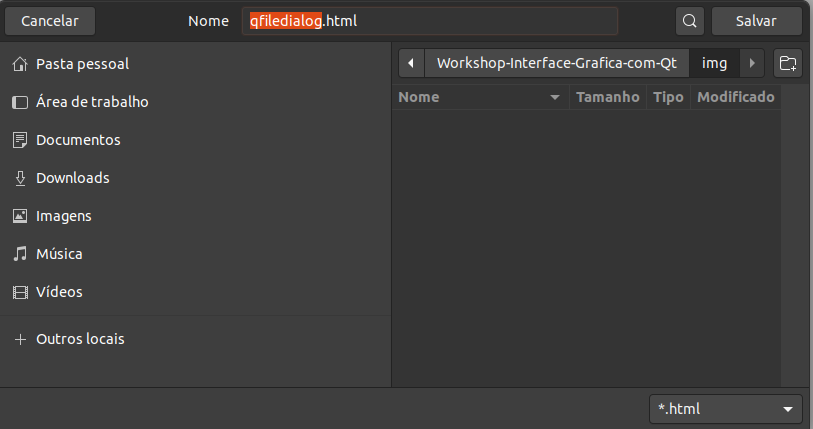 Cancelar Nome qfiledialog.html Salvar
Pasta pessoal
Área de trabalho
Documentos
Downloads
Imagens
Música
Vídeos
Outros locais
Workshop-Interface-Grafica-com-Qt img
Nome Tamanho Tipo Modificado
*.html